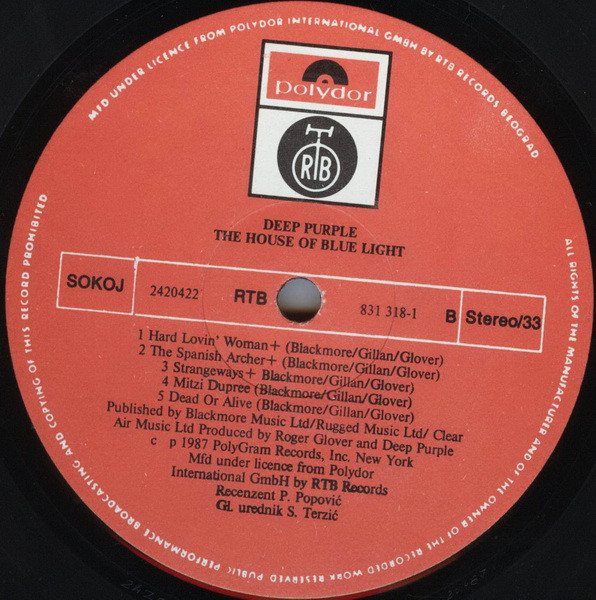 MFD UNDER LICENCE FROM POLYDOR INTERNATIONAL GMBH BY RTB RECORDS BEOGRAD
polydor
RTB
DEEP PURPLE
THE HOUSE OF BLUE LIGHT
SOKOJ 2420422 RTB 831 318-1 B Stereo/33
1 Hard Lovin' Woman+ (Blackmore/Gillan/Glover)
2 The Spanish Archer+ (Blackmore/Gillan/Glover)
3 Strangeways+ Blackmore/Gillan/Glover)
4 Mitzi Dupree (Blackmore/Gillan/Glover)
5 Dead Or Alive (Blackmore/Gillan/Glover)
Published by Blackmore Music Ltd/Rugged Music Ltd/ Clear
Air Music Ltd Produced by Roger Glover and Deep Purple
c p 1987 PolyGram Records, Inc. New York
Mfd under licence from Polydor
International GmbH by RTB Records
Recenzent P. Popović
Gl. urednik S. Terzić
ALL RIGHTS OF THE MANUFACTURER AND OF THE OWNER OF THE RECORDED WORK RESERVED PUBLIC PERFORMANCE BROADCASTING AND COPYING OF THIS RECORD PROHIBITED